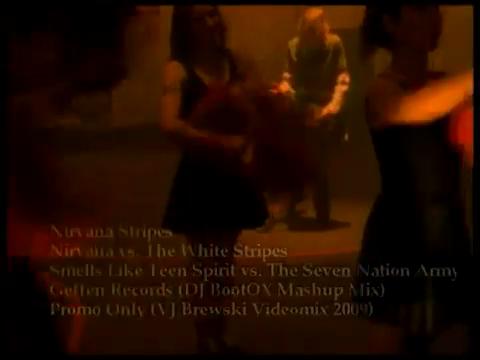 Nirvana Stripes
Nirvana vs. The White Stripes
Smells Like Teen Spirit vs. The Seven Nation Army
Geffen Records (DJ BootOX Mashup Mix)
Promo Only (VJ Brewski Videomix 2009)